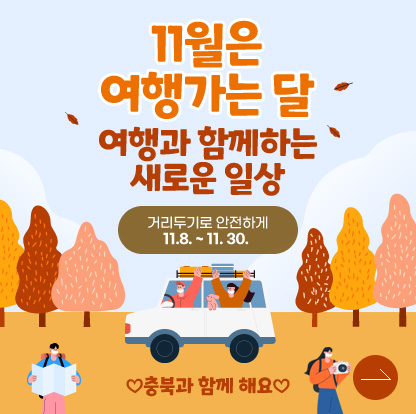 11월은
여행가는 달
여행과 함께하는
새로운 일상
거리두기로 안전하게
11.8. ~ 11. 30.
♡충북과 함께 해요♡